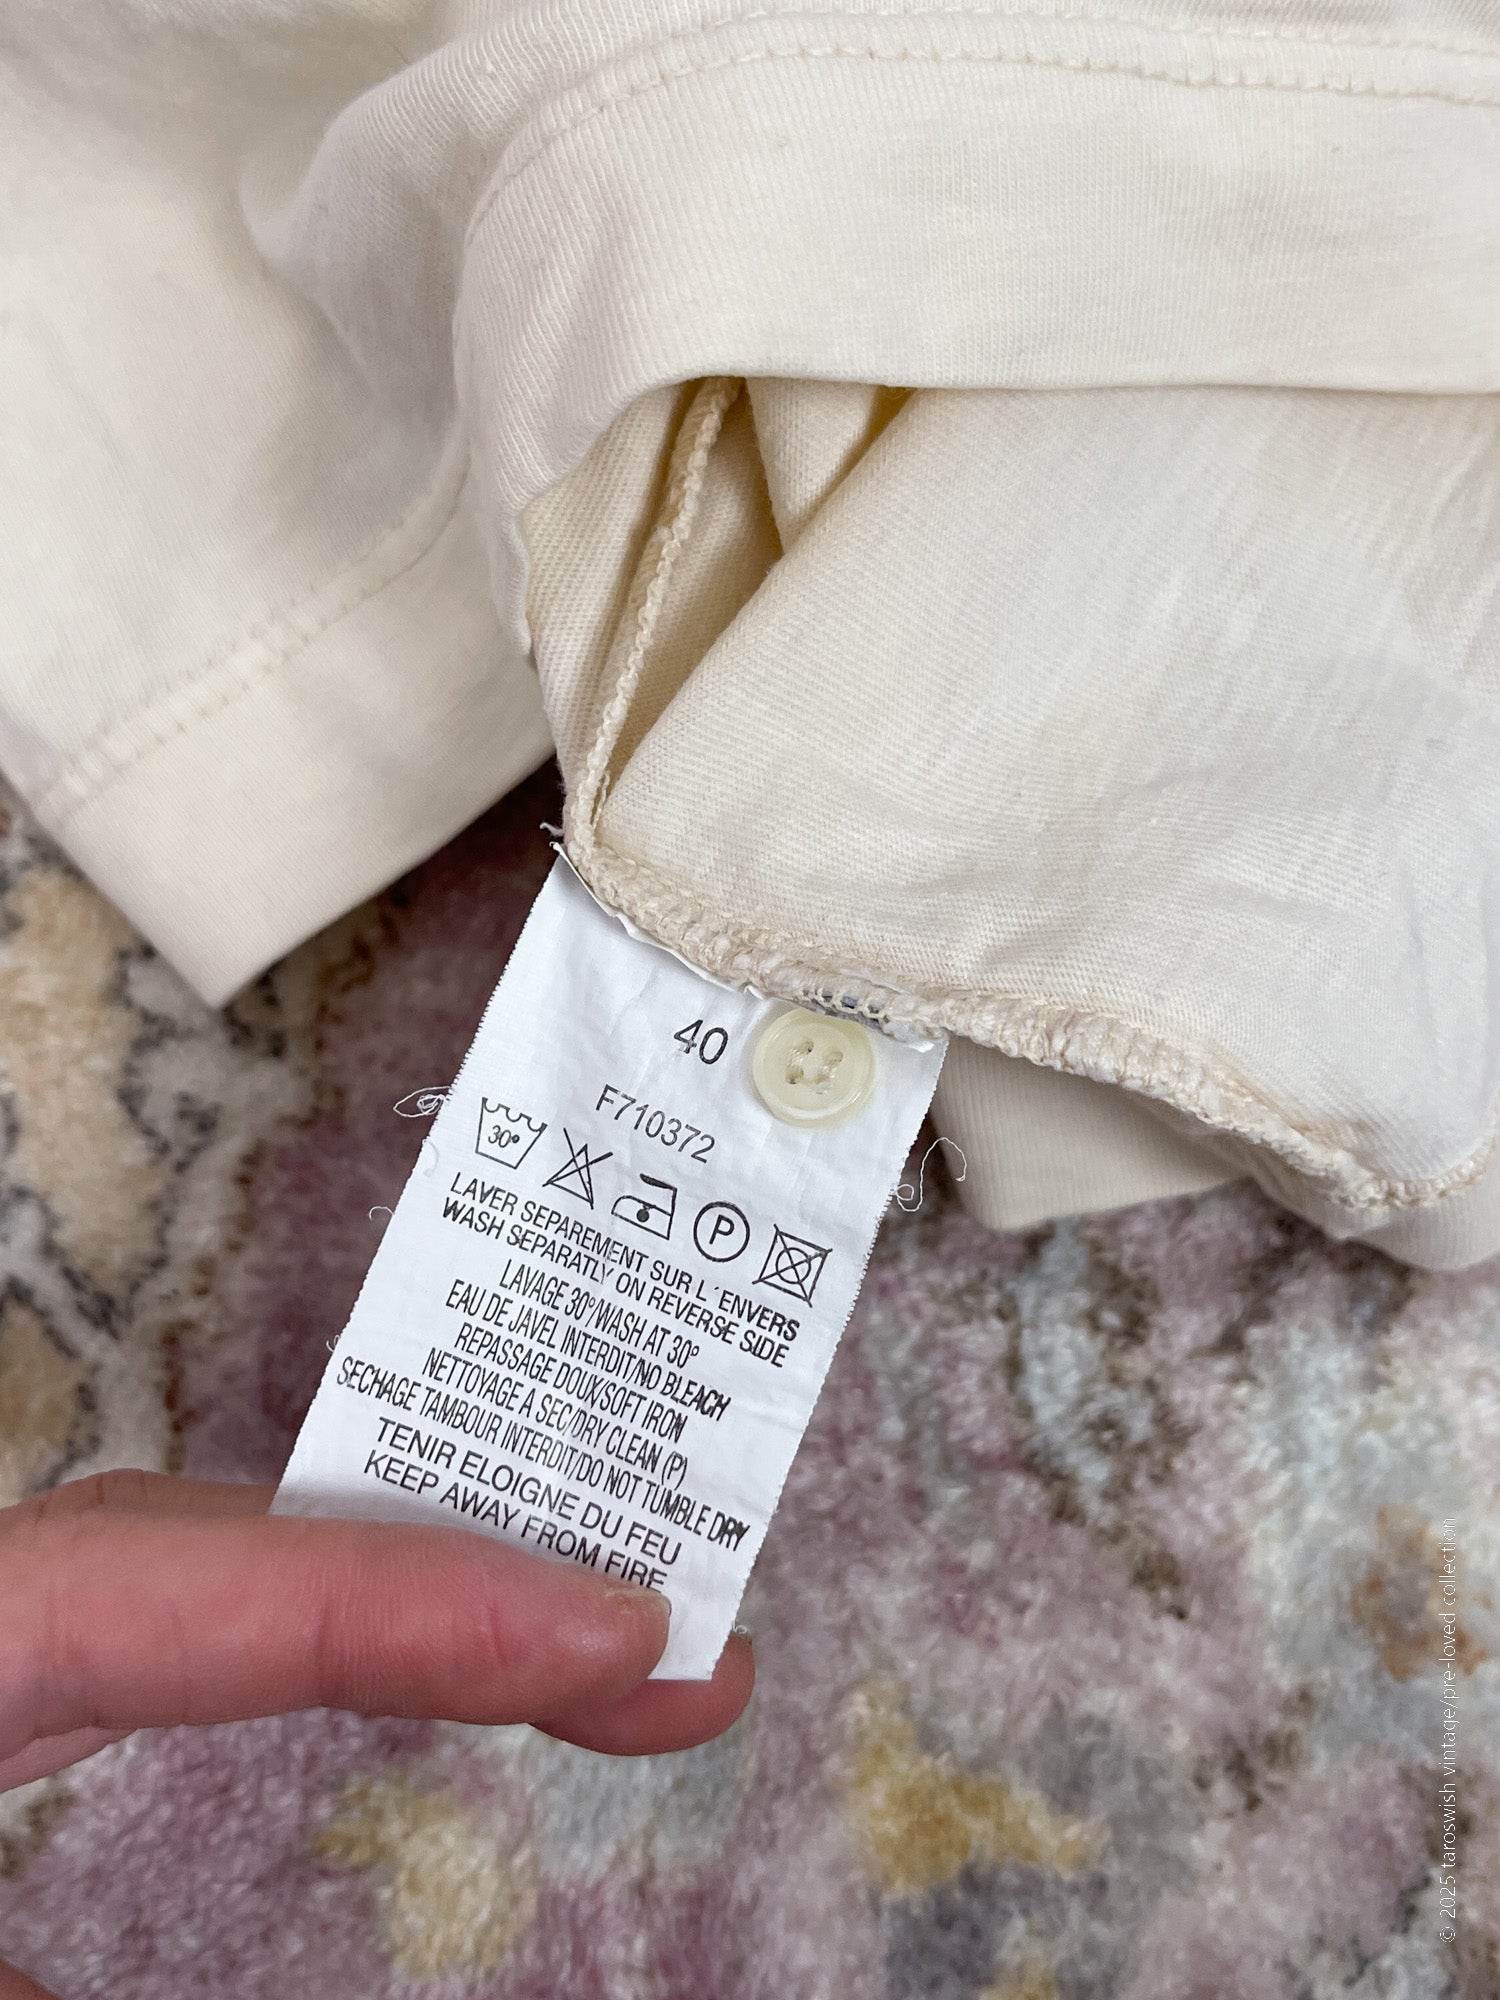 40
F710372
30°
P
LAVER SEPAREMENT SUR L´ENVERS
WASH SEPARATLY ON REVERSE SIDE
LAVAGE 30°/WASH AT 30°
EAU DE JAVEL INTERDIT/NO BLEACH
REPASSAGE DOUX/SOFT IRON
NETTOYAGE A SEC/DRY CLEAN (P)
SECHAGE TAMBOUR INTERDIT/DO NOT TUMBLE DRY
TENIR ELOIGNE DU FEU
KEEP AWAY FROM FIRE
© 2025 taroswish vintage/pre-loved collection